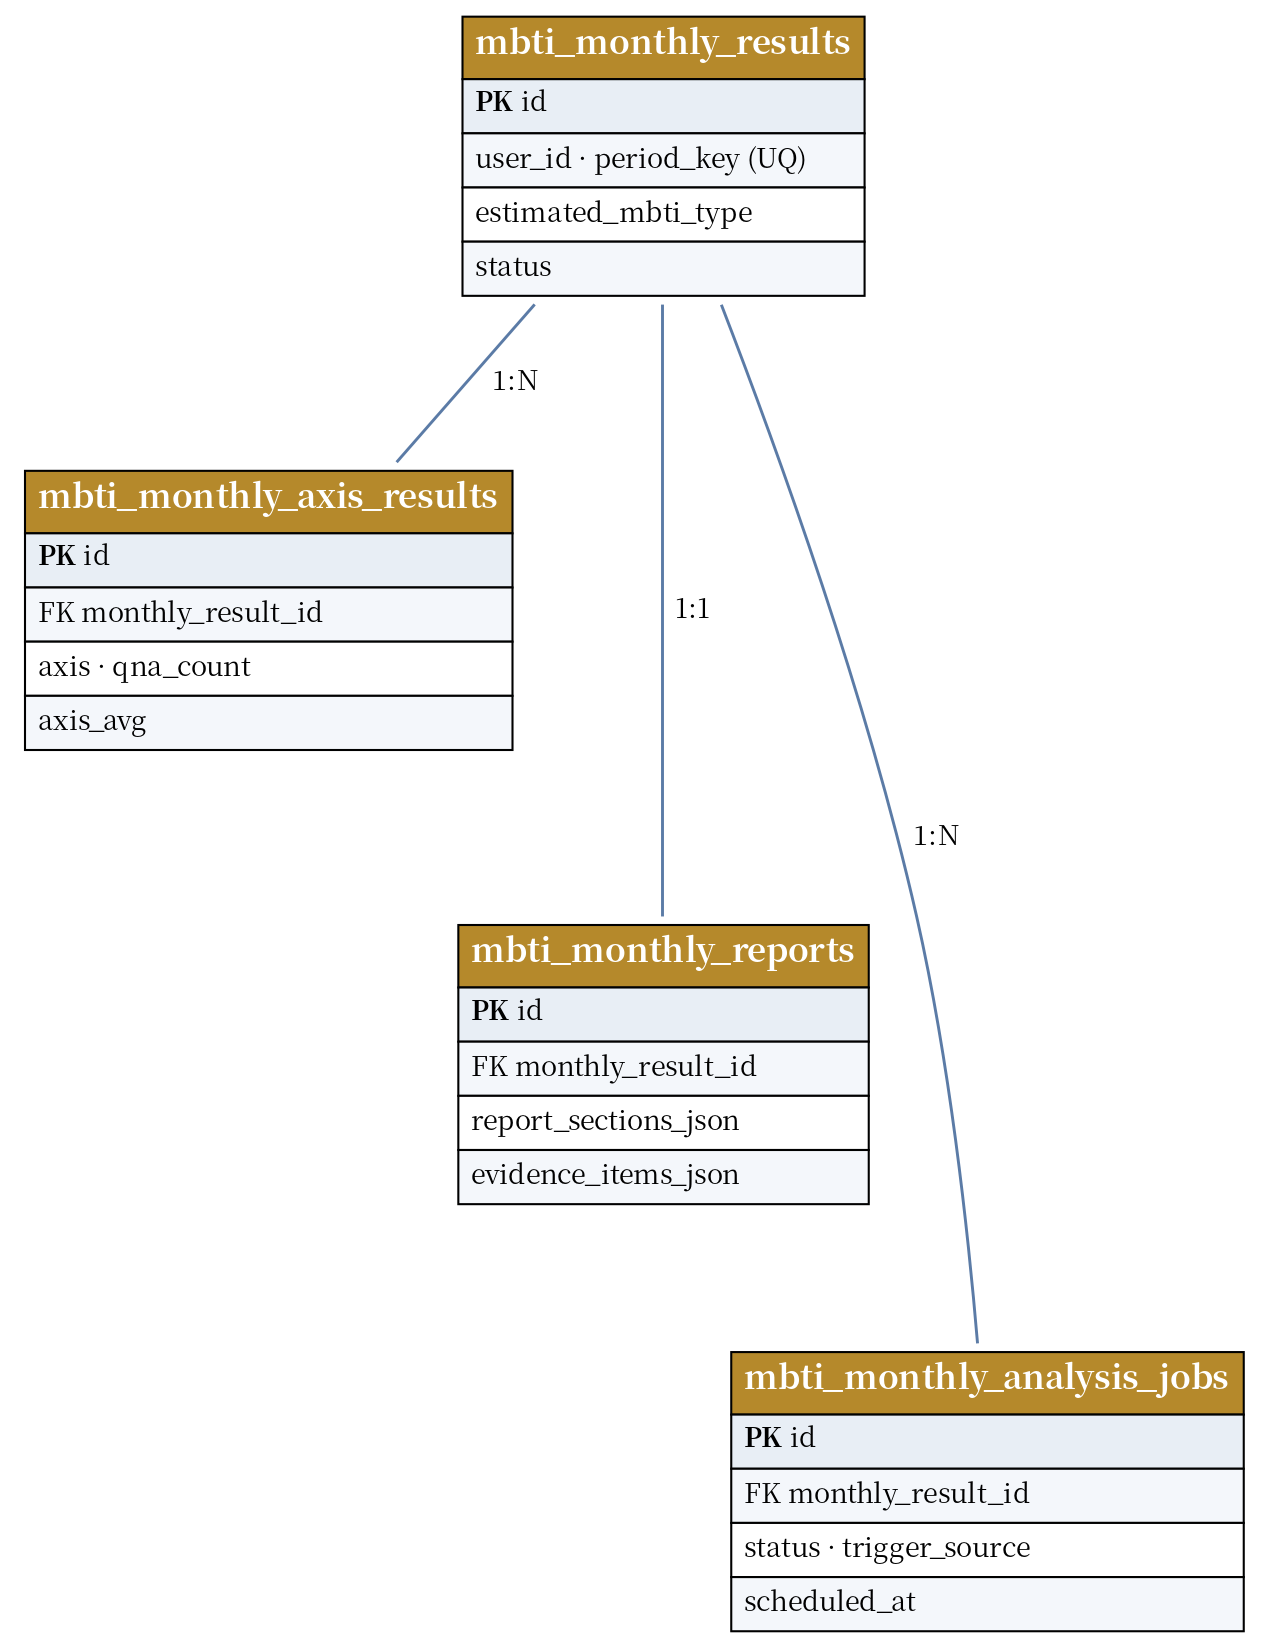 mbti_monthly_results
PK id
user_id · period_key (UQ)
estimated_mbti_type
status
1:N
mbti_monthly_axis_results
PK id
FK monthly_result_id
axis · qna_count
axis_avg
1:1
1:N
mbti_monthly_reports
PK id
FK monthly_result_id
report_sections_json
evidence_items_json
mbti_monthly_analysis_jobs
PK id
FK monthly_result_id
status · trigger_source
scheduled_at